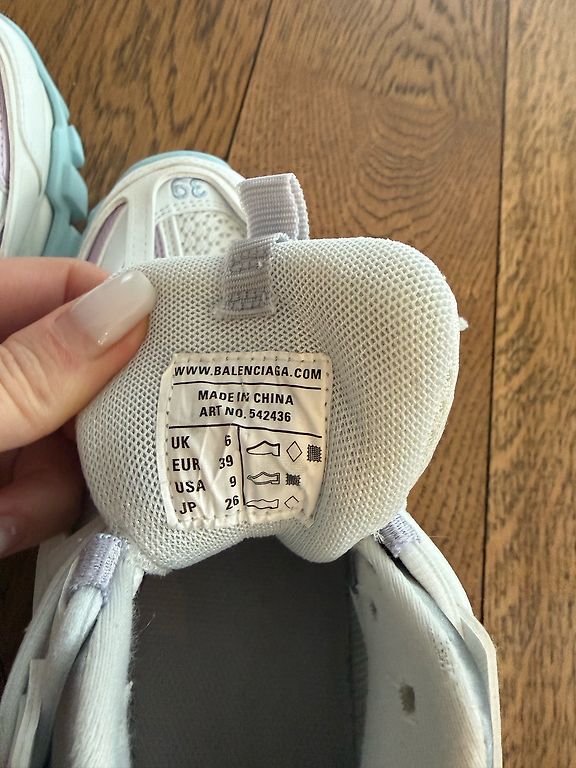 39
WWW.BALENCIAGA.COM
MADE IN CHINA
ART NO. 542436
UK 6
EUR 39
USA 9
JP 26